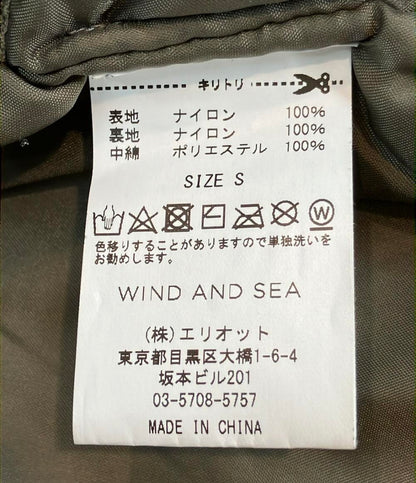 キリトリ
表地 ナイロン 100%
裏地 ナイロン 100%
中綿 ポリエステル 100%
SIZE S
W
色移りすることがありますので単独洗いを
お勧めします。
WIND AND SEA
(株)エリオット
東京都目黒区大橋1-6-4
坂本ビル201
03-5708-5757
MADE IN CHINA